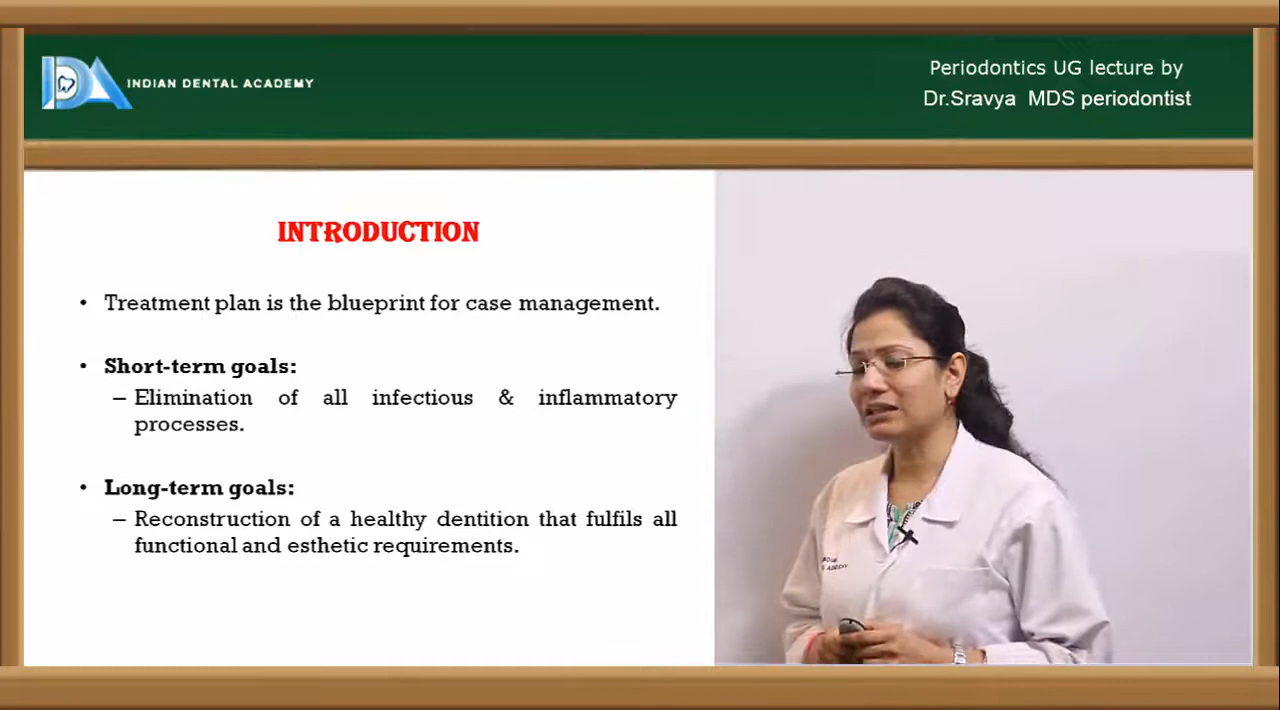 INDIAN DENTAL ACADEMY
Periodontics UG lecture by
Dr.Sravya MDS periodontist
INTRODUCTION
• Treatment plan is the blueprint for case management.
• Short-term goals:
– Elimination of all infectious & inflammatory
processes.
• Long-term goals:
– Reconstruction of a healthy dentition that fulfils all
functional and esthetic requirements.